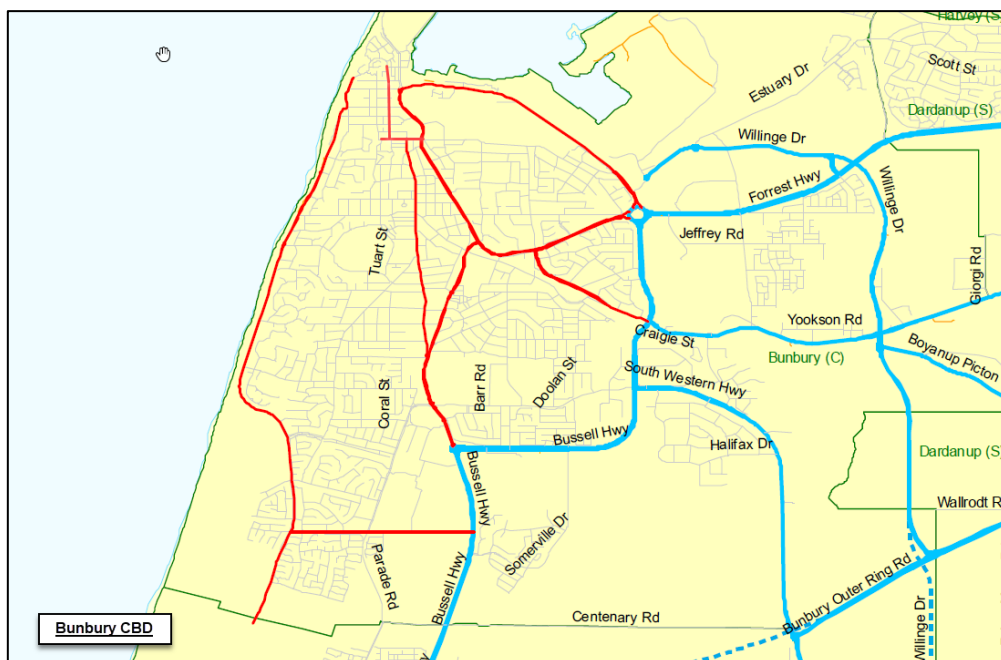 Harvey (S)
Scott St
Estuary Dr
Dardanup (S)
Willinge Dr
Forrest Hwy
Willinge Dr
Jeffrey Rd
Tuart St
Giorgi Rd
Yookson Rd
Craigie St
Bunbury (C)
Boyanup Picton
South Western Hwy
Barr Rd
Doolan St
Coral St
Bussell Hwy
Halifax Dr
Dardanup (S)
Bussell Hwy
Wallrodt R
Somerville Dr
Parade Rd
Bussell Hwy
Bunbury Outer Ring Rd
Centenary Rd
Willinge Dr
Bunbury CBD